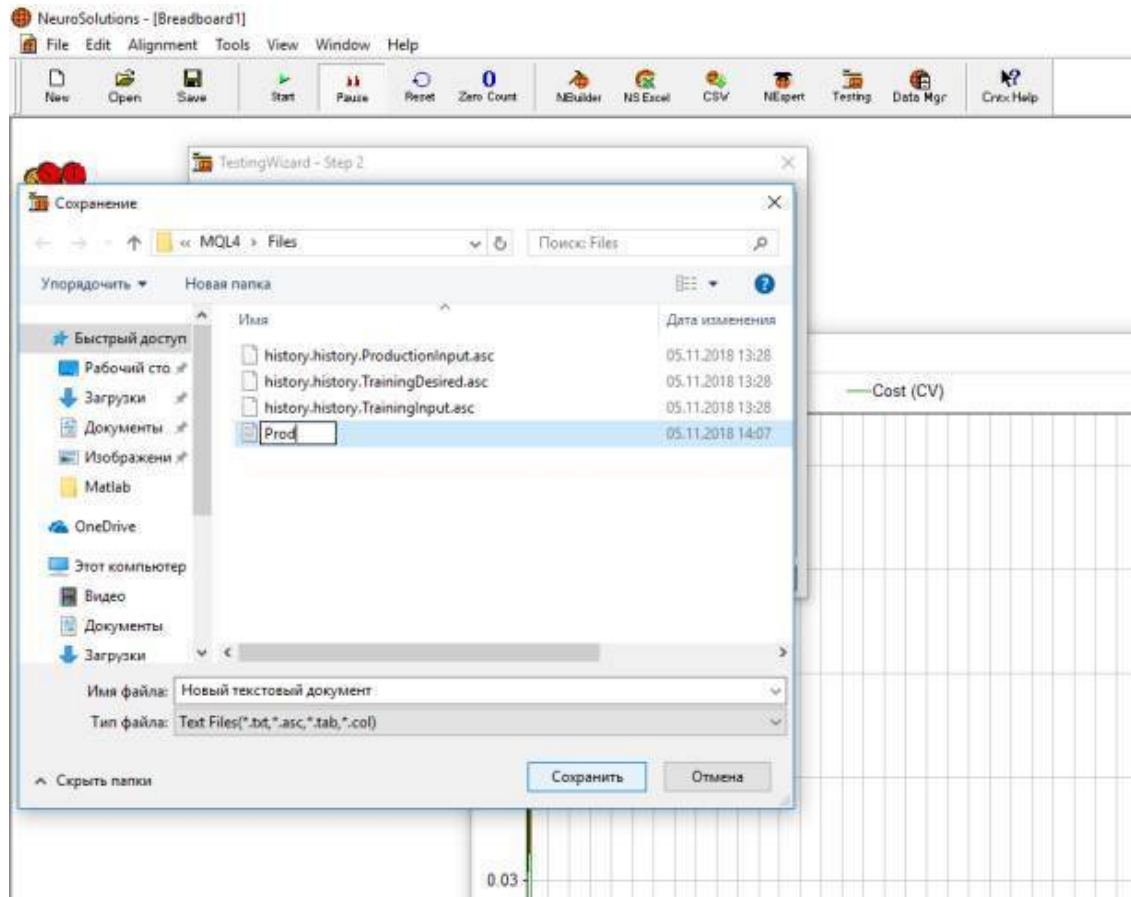 NeuroSolutions - [Breadboard1]
File Edit Alignment Tools View Window Help
New Open Save Start Pause Reset Zero Count NBuilder NS Excel CSV NExpert Testing Data Mgr Cntx Help
TestingWizard - Step 2
Сохранение
« MQL4 › Files
Поиск: Files
Упорядочить
Новая папка
Имя
Дата изменения
Быстрый доступ
Рабочий сто
Загрузки
Документы
Изображени
Matlab
OneDrive
Этот компьютер
Видео
Документы
Загрузки
history.history.ProductionInput.asc 05.11.2018 13:28
history.history.TrainingDesired.asc 05.11.2018 13:28
history.history.TrainingInput.asc 05.11.2018 13:28
Prod 05.11.2018 14:07
Имя файла: Новый текстовый документ
Тип файла: Text Files(*.txt,*.asc,*.tab,*.col)
Скрыть папки
Сохранить
Отмена
Cost (CV)
0.03